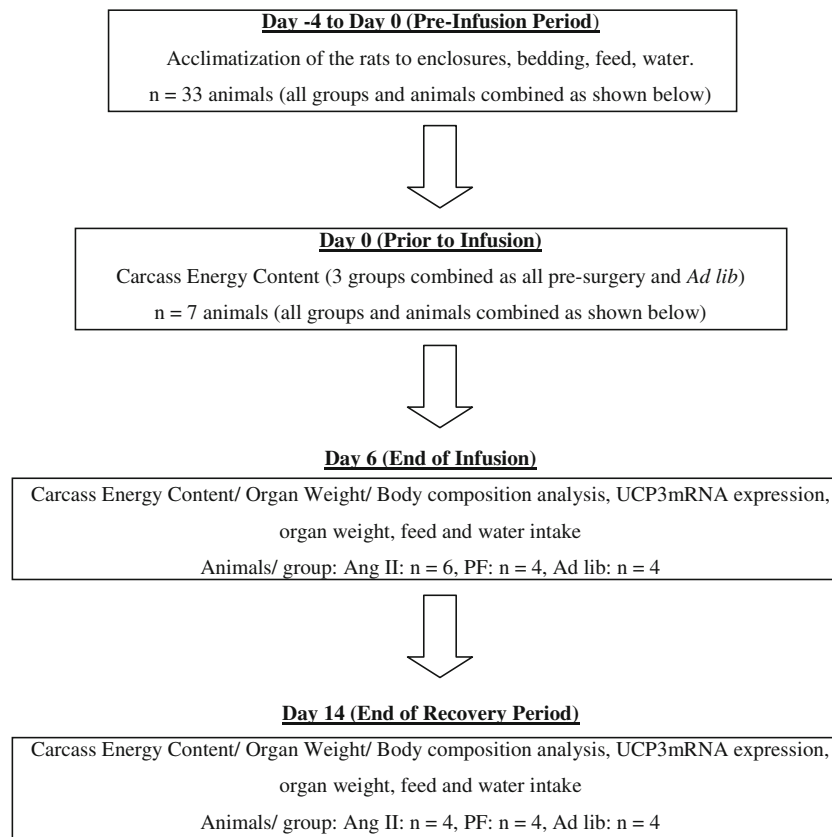 Day -4 to Day 0 (Pre-Infusion Period)
Acclimatization of the rats to enclosures, bedding, feed, water.
n = 33 animals (all groups and animals combined as shown below)
Day 0 (Prior to Infusion)
Carcass Energy Content (3 groups combined as all pre-surgery and Ad lib)
n = 7 animals (all groups and animals combined as shown below)
Day 6 (End of Infusion)
Carcass Energy Content/ Organ Weight/ Body composition analysis, UCP3mRNA expression,
organ weight, feed and water intake
Animals/ group: Ang II: n = 6, PF: n = 4, Ad lib: n = 4
Day 14 (End of Recovery Period)
Carcass Energy Content/ Organ Weight/ Body composition analysis, UCP3mRNA expression,
organ weight, feed and water intake
Animals/ group: Ang II: n = 4, PF: n = 4, Ad lib: n = 4